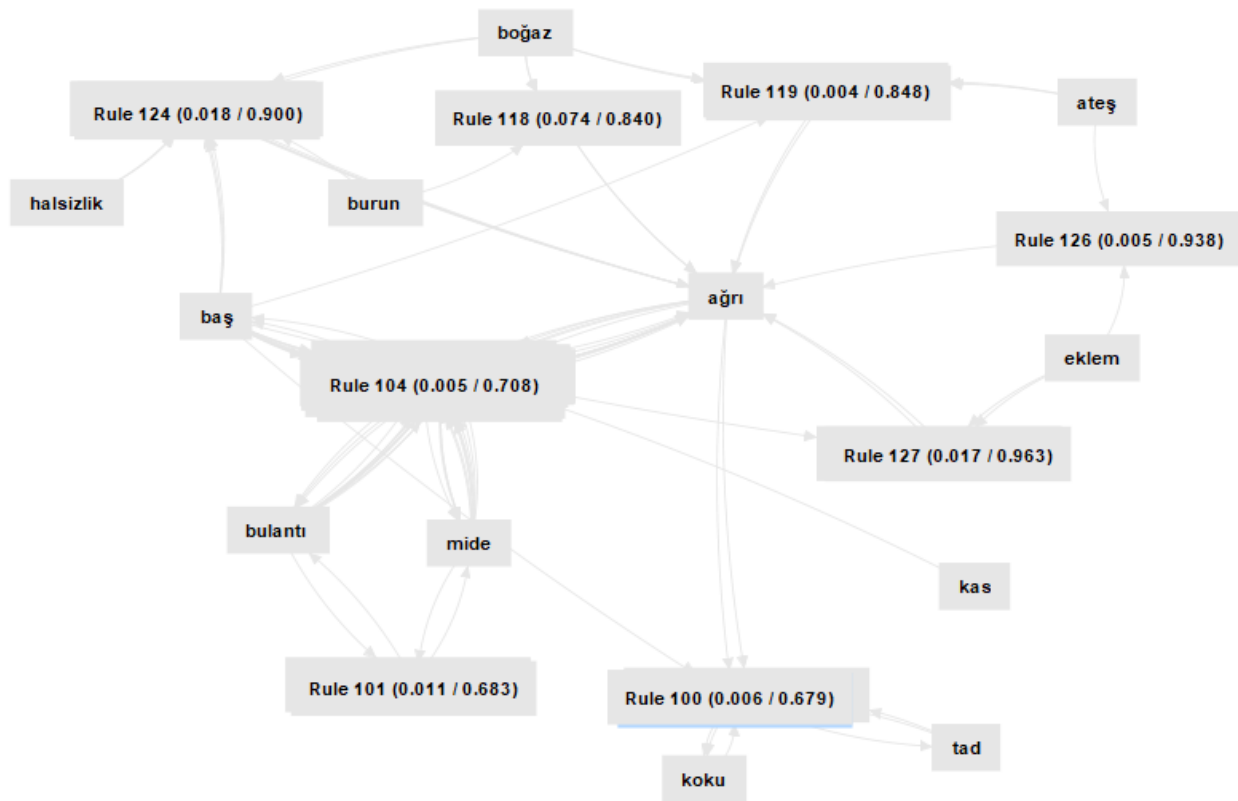 boğaz
Rule 124 (0.018 / 0.900)
Rule 118 (0.074 / 0.840)
Rule 119 (0.004 / 0.848)
ateş
halsizlik
burun
Rule 126 (0.005 / 0.938)
baş
ağrı
Rule 104 (0.005 / 0.708)
eklem
Rule 127 (0.017 / 0.963)
bulantı
mide
kas
Rule 101 (0.011 / 0.683)
Rule 100 (0.006 / 0.679)
tad
koku